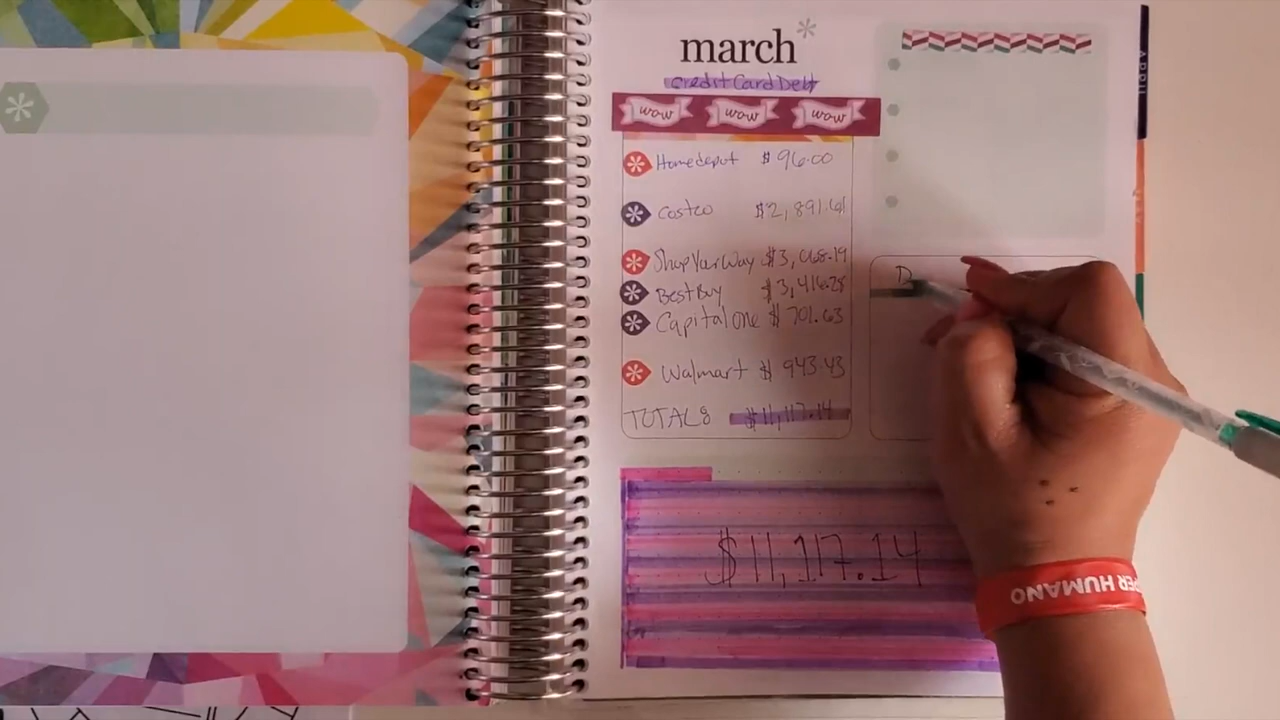 march
Credit Card Debt
wow wow wow
Homedepot $96.00
Costco $2,891.61
ShopYourWay $3,068.19
BestBuy $3,416.28
Capital one $701.63
Walmart $943.43
TOTAL: $11,117.14
D
$11,117.14
PER HUMANO